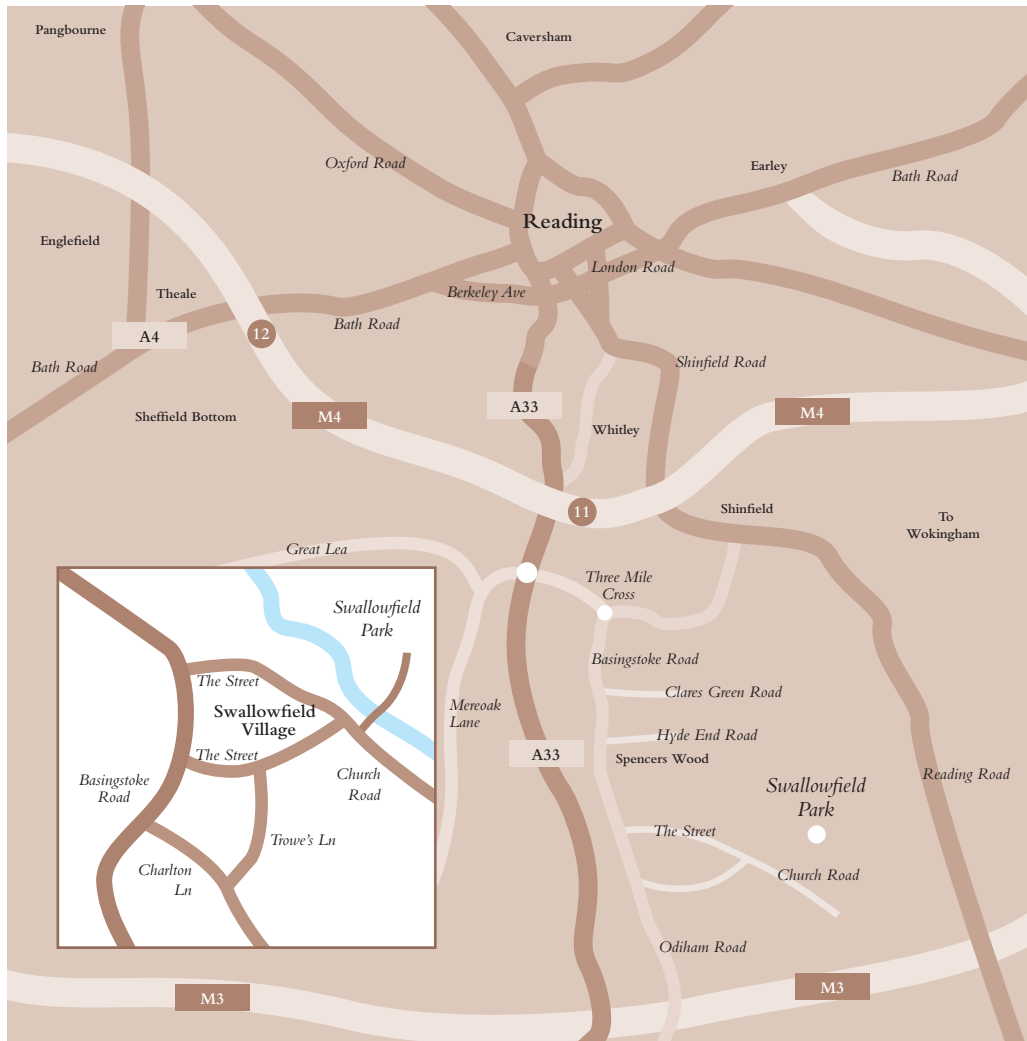 Pangbourne
Caversham
Oxford Road
Earley
Bath Road
Reading
Englefield
London Road
Theale
Berkeley Ave
Bath Road
12
A4
Bath Road
Shinfield Road
A33
M4
M4
Sheffield Bottom
Whitley
11
Shinfield
To
Wokingham
Great Lea
Three Mile
Cross
Swallowfield
Park
Basingstoke Road
The Street
Clares Green Road
Swallowfield
Village
Mereoak
Lane
Hyde End Road
The Street
A33
Spencers Wood
Basingstoke
Road
Church
Road
Reading Road
Swallowfield
Park
The Street
Trowe's Ln
Charlton
Ln
Church Road
Odiham Road
M3
M3